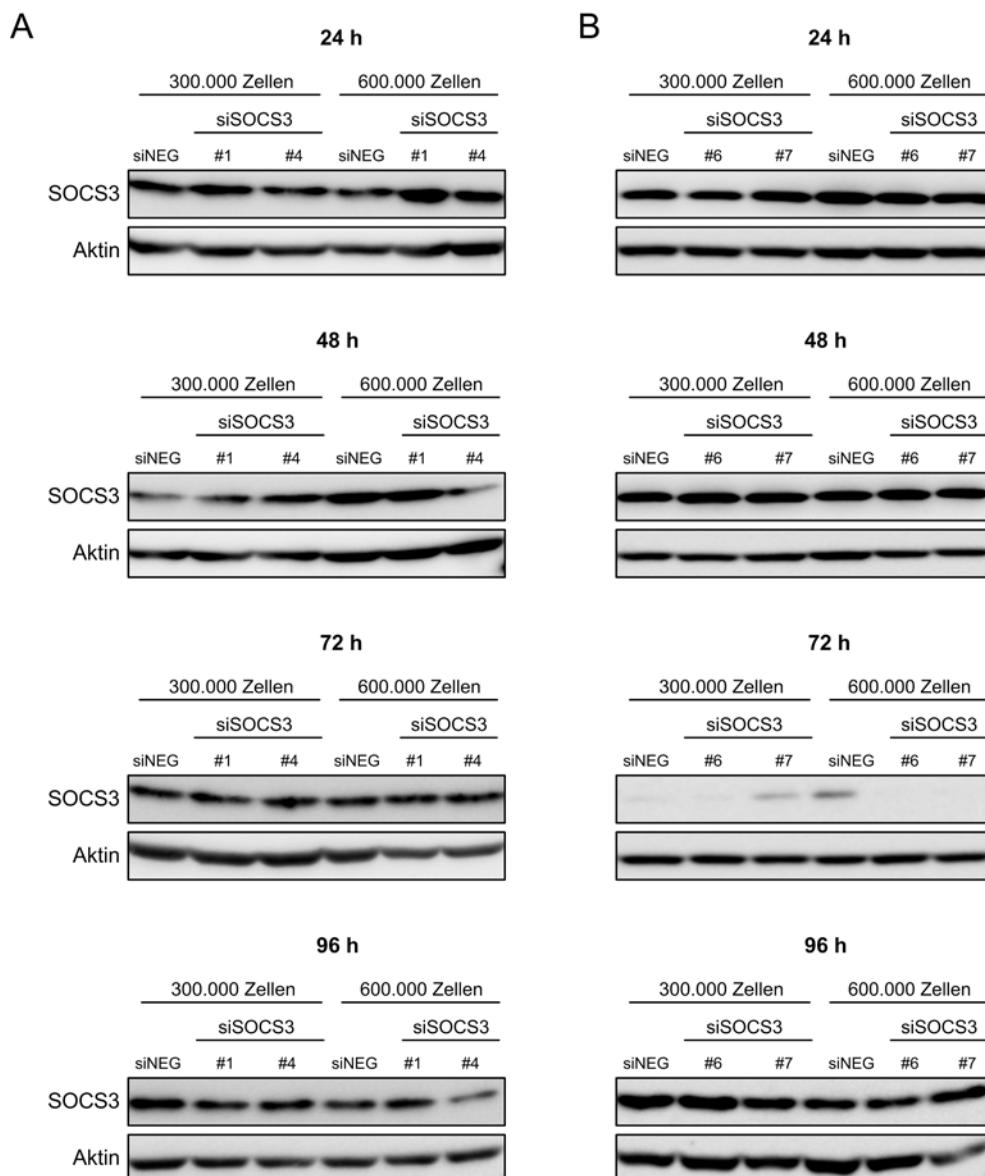 A
24 h
300.000 Zellen 600.000 Zellen
siSOCS3 siSOCS3
siNEG #1 #4 siNEG #1 #4
SOCS3
Aktin
48 h
300.000 Zellen 600.000 Zellen
siSOCS3 siSOCS3
siNEG #1 #4 siNEG #1 #4
SOCS3
Aktin
72 h
300.000 Zellen 600.000 Zellen
siSOCS3 siSOCS3
siNEG #1 #4 siNEG #1 #4
SOCS3
Aktin
96 h
300.000 Zellen 600.000 Zellen
siSOCS3 siSOCS3
siNEG #1 #4 siNEG #1 #4
SOCS3
Aktin
B
24 h
300.000 Zellen 600.000 Zellen
siSOCS3 siSOCS3
siNEG #6 #7 siNEG #6 #7
48 h
300.000 Zellen 600.000 Zellen
siSOCS3 siSOCS3
siNEG #6 #7 siNEG #6 #7
72 h
300.000 Zellen 600.000 Zellen
siSOCS3 siSOCS3
siNEG #6 #7 siNEG #6 #7
96 h
300.000 Zellen 600.000 Zellen
siSOCS3 siSOCS3
siNEG #6 #7 siNEG #6 #7